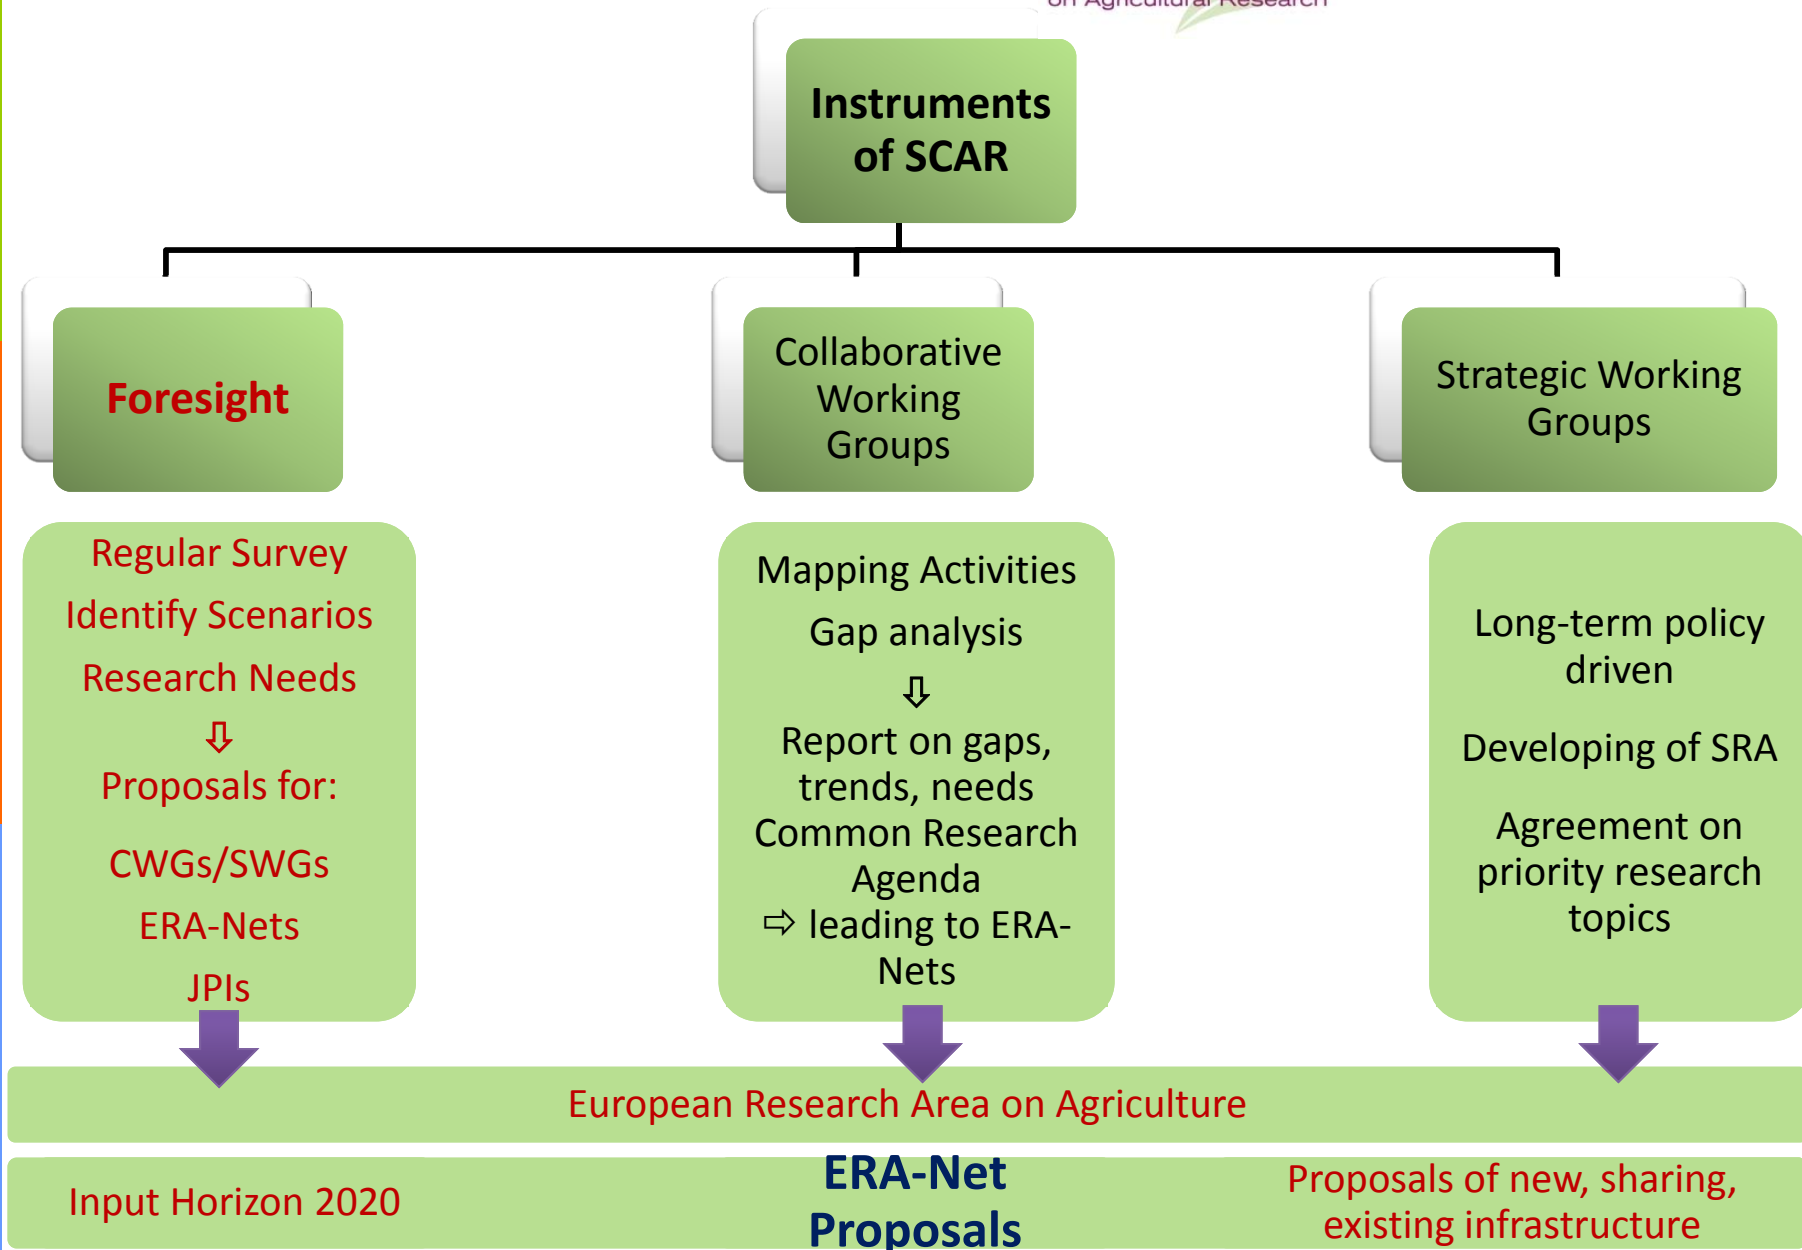 on Agricultural Research
Instruments
of SCAR
Foresight
Collaborative
Working
Groups
Strategic Working
Groups
Regular Survey
Identify Scenarios
Research Needs
⇩
Proposals for:
CWGs/SWGs
ERA-Nets
JPIs
Mapping Activities
Gap analysis
⇩
Report on gaps,
trends, needs
Common Research
Agenda
⇨ leading to ERA-
Nets
Long-term policy
driven
Developing of SRA
Agreement on
priority research
topics
European Research Area on Agriculture
Input Horizon 2020
ERA-Net
Proposals
Proposals of new, sharing,
existing infrastructure